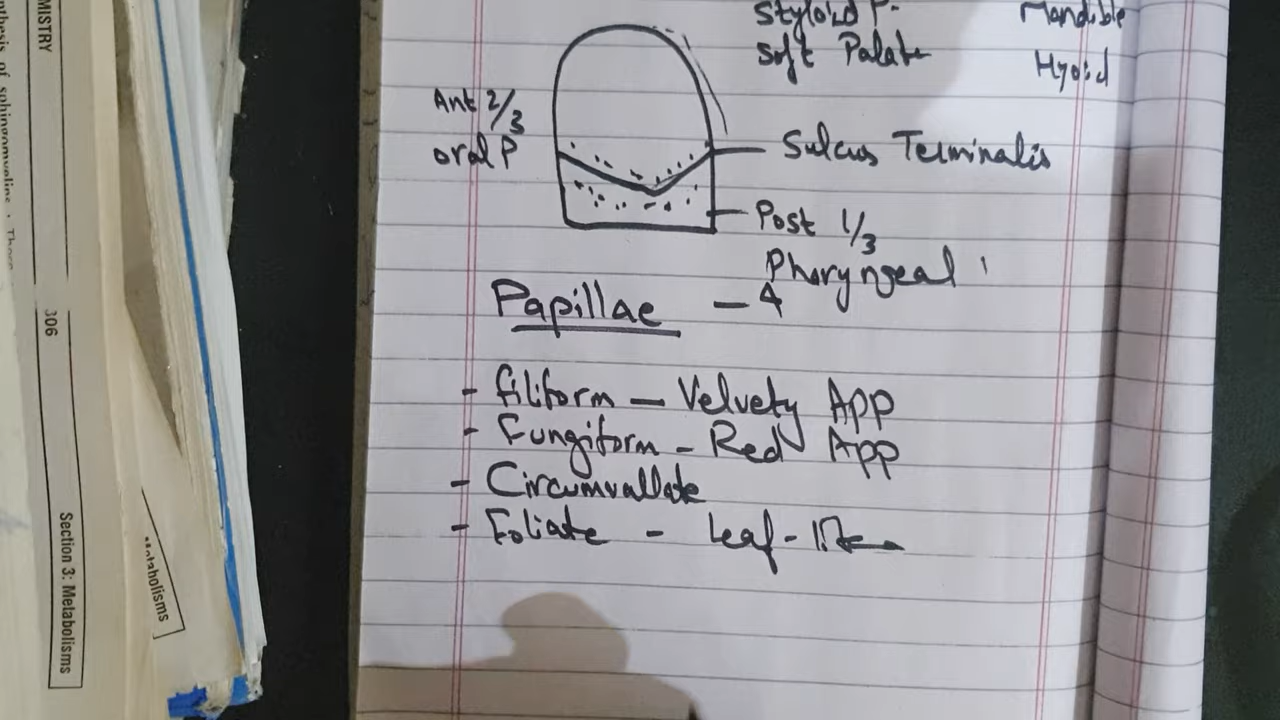 MISTRY
306
Section 3: Metabolisms
Metabolisms
Styloid P.
Mandible
Soft Palate
Hyoid
Ant 2/3
oral P
Sulcus Terminalis
Post 1/3
Pharyngeal
Papillae - 4
- filiform - Velvety App
- Fungiform - Red App
- Circumvallate
- Foliate - leaf-like